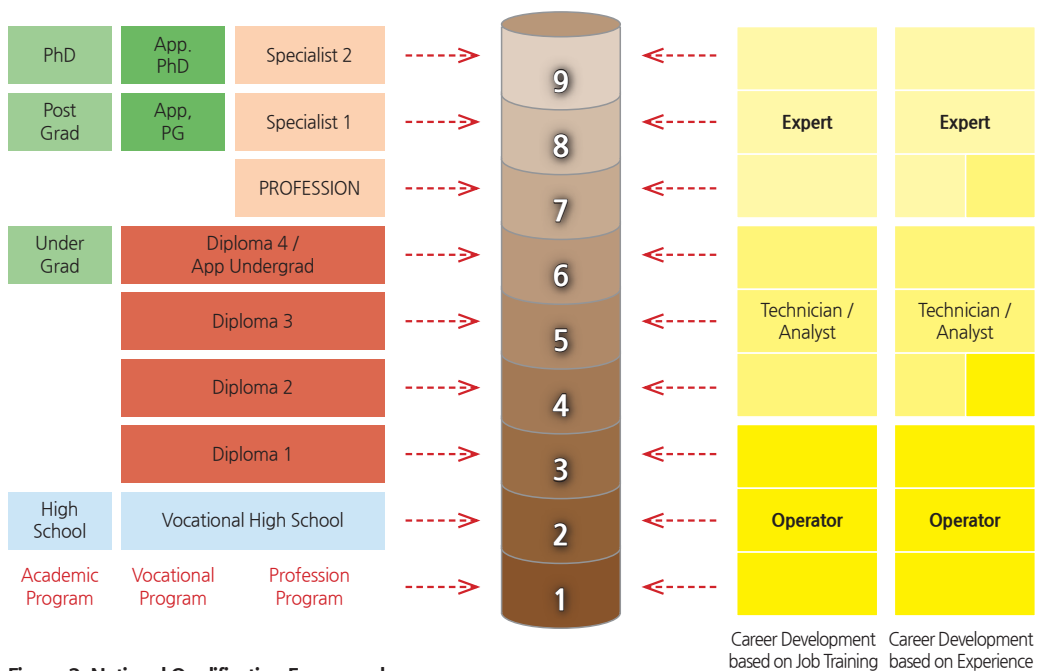 PhD
App.
PhD
Specialist 2
9
Post
Grad
App,
PG
Specialist 1
8
Expert
Expert
PROFESSION
7
Under
Grad
Diploma 4 /
App Undergrad
6
Diploma 3
5
Technician /
Analyst
Technician /
Analyst
Diploma 2
4
Diploma 1
3
High
School
Vocational High School
2
Operator
Operator
Academic
Program
Vocational
Program
Profession
Program
1
Career Development
based on Job Training
Career Development
based on Experience